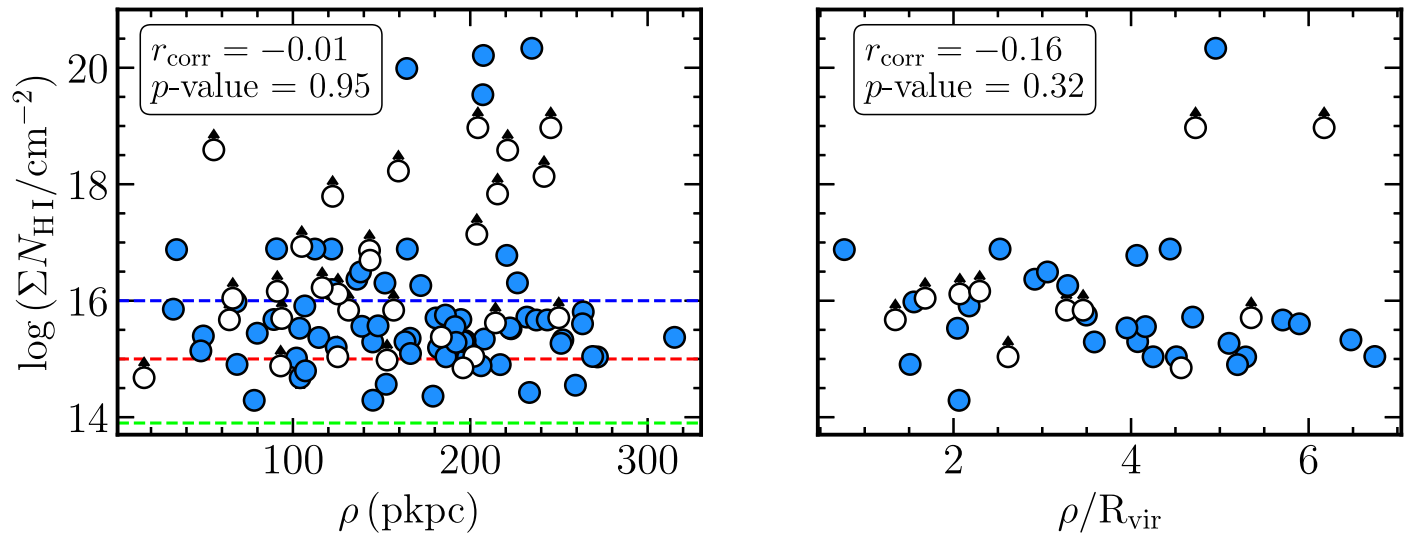 r_corr = −0.01
p-value = 0.95
r_corr = −0.16
p-value = 0.32
log (ΣN_HI/cm⁻²)
20
18
16
14
100 200 300
2 4 6
ρ (pkpc)
ρ/R_vir